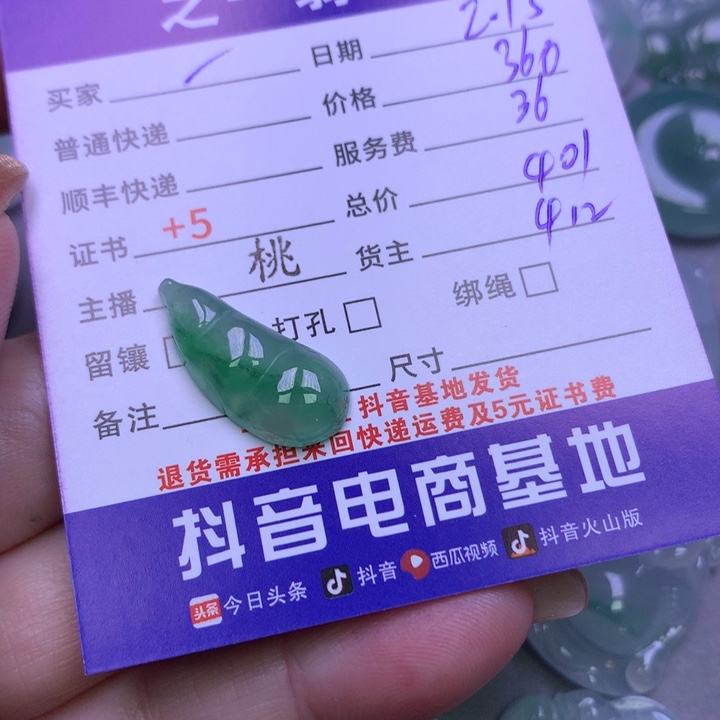 日期 2.15
买家 价格 360
普通快递 服务费 36
顺丰快递 总价 401
证书 +5 货主 412
主播 桃 绑绳
留镶 打孔 尺寸
备注
抖音基地发货
退货需承担来回快递运费及5元证书费
抖音电商基地
头条 今日头条 抖音 西瓜视频 抖音火山版